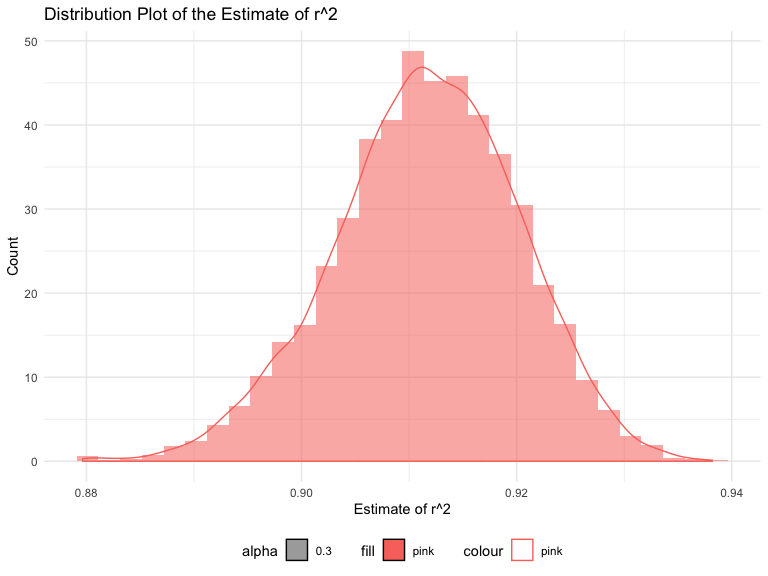 Distribution Plot of the Estimate of r^2
50
40
30
20
10
0
Count
0.88 0.90 0.92 0.94
Estimate of r^2
alpha 0.3 fill pink colour pink